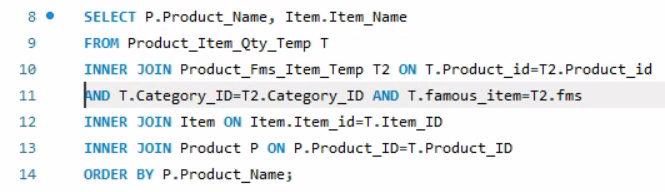 8 SELECT P.Product_Name, Item.Item_Name
9 FROM Product_Item_Qty_Temp T
10 INNER JOIN Product_Fms_Item_Temp T2 ON T.Product_id=T2.Product_id
11 AND T.Category_ID=T2.Category_ID AND T.famous_item=T2.fms
12 INNER JOIN Item ON Item.Item_id=T.Item_ID
13 INNER JOIN Product P ON P.Product_ID=T.Product_ID
14 ORDER BY P.Product_Name;